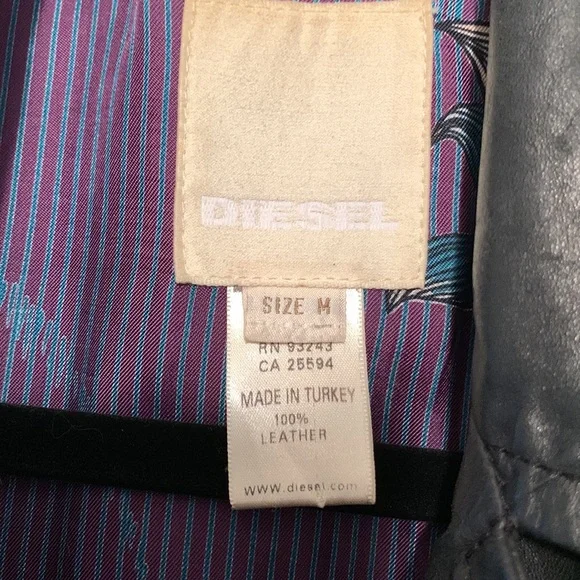 DIESEL
SIZE M
RN 93243
CA 25594
MADE IN TURKEY
100%
LEATHER
www.diesel.com